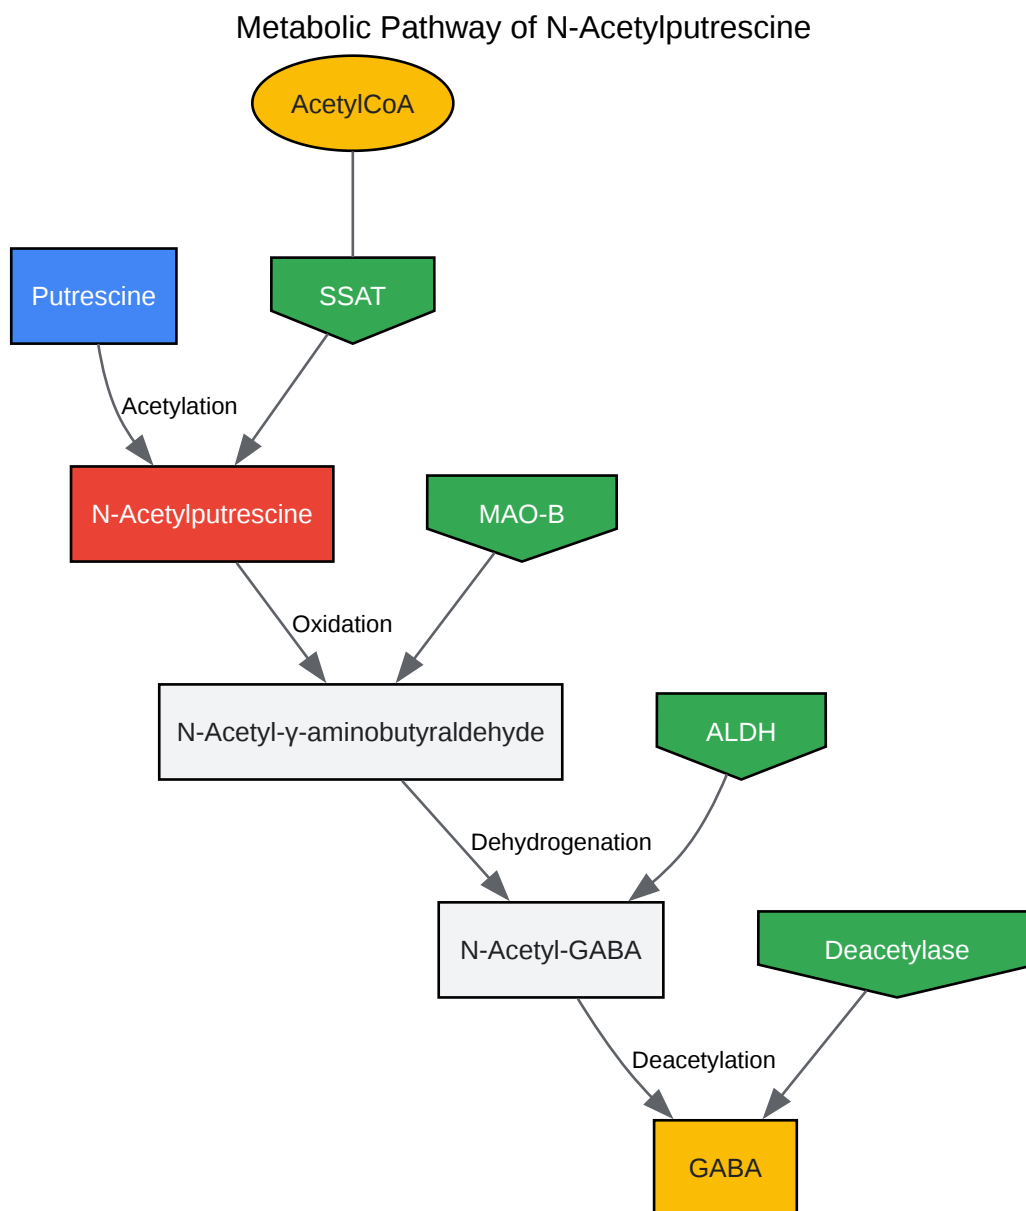 Metabolic Pathway of N-Acetylputrescine
AcetylCoA
Putrescine
SSAT
Acetylation
N-Acetylputrescine
MAO-B
Oxidation
N-Acetyl-γ-aminobutyraldehyde
ALDH
Dehydrogenation
N-Acetyl-GABA
Deacetylase
Deacetylation
GABA